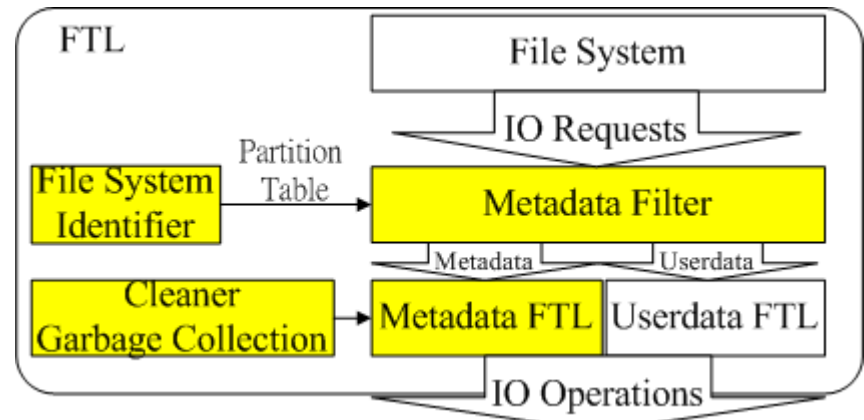 FTL
File System
IO Requests
Partition
Table
File System
Identifier
Metadata Filter
Metadata
Userdata
Cleaner
Garbage Collection
Metadata FTL
Userdata FTL
IO Operations